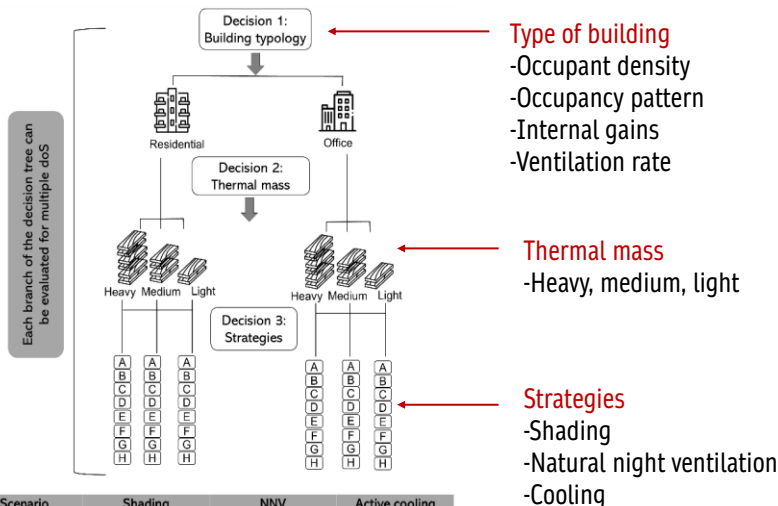 Decision 1:
Building typology
Type of building
-Occupant density
-Occupancy pattern
-Internal gains
-Ventilation rate
Each branch of the decision tree can
be evaluated for multiple doS
Residential
Office
Decision 2:
Thermal mass
Thermal mass
-Heavy, medium, light
Heavy Medium Light
Heavy Medium Light
Decision 3:
Strategies
A A A A A A
B B B B B B
C C C C C C
D D D D D D
E E E E E E
F F F F F F
G G G G G G
H H H H H H
Strategies
-Shading
-Natural night ventilation
-Cooling
Scenario Shading NNV Active cooling